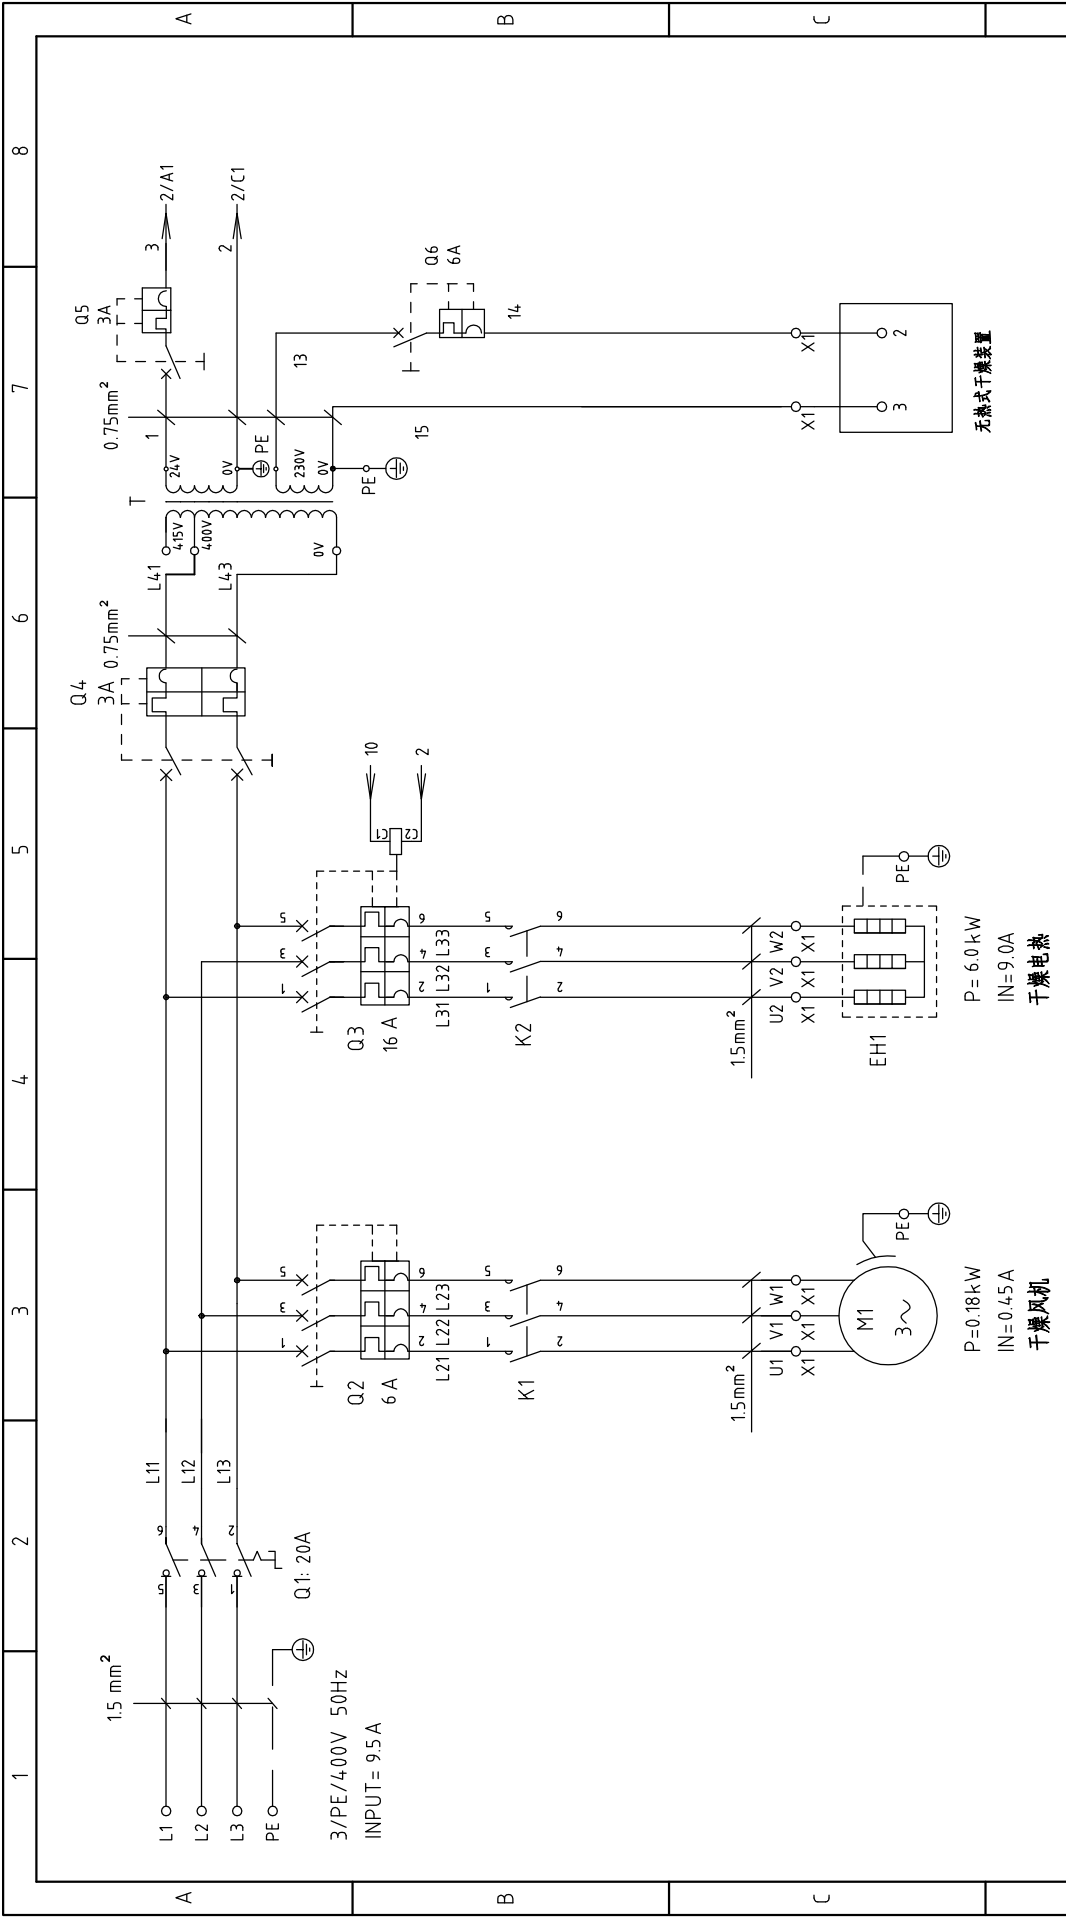 1
2
3
4
5
6
7
8
A
B
C
A
B
C
L1
L2
L3
PE
1.5 mm²
3/PE/400V 50Hz
INPUT= 9.5A
5
3
1
6
4
2
Q1: 20A
L11
L12
L13
1
3
5
Q2
6 A
2
4
6
L21
L22
L23
1
3
5
K1
2
4
6
1.5mm²
U1
V1
W1
X1
X1
X1
M1
3~
PE
P=0.18kW
IN=0.45A
干燥风机
1
3
5
Q3
16 A
2
4
6
L31
L32
L33
C1
C2
10
2
1
3
5
K2
2
4
6
1.5mm²
U2
V2
W2
X1
X1
X1
EH1
PE
P= 6.0kW
IN=9.0A
干燥电热
Q4
3A
0.75mm²
L41
L43
T
415V
400V
0V
24V
0V
PE
230V
0V
PE
0.75mm²
1
Q5
3A
3
2/A1
2
2/C1
13
15
Q6
6A
14
X1
X1
2
3
无热式干燥装置